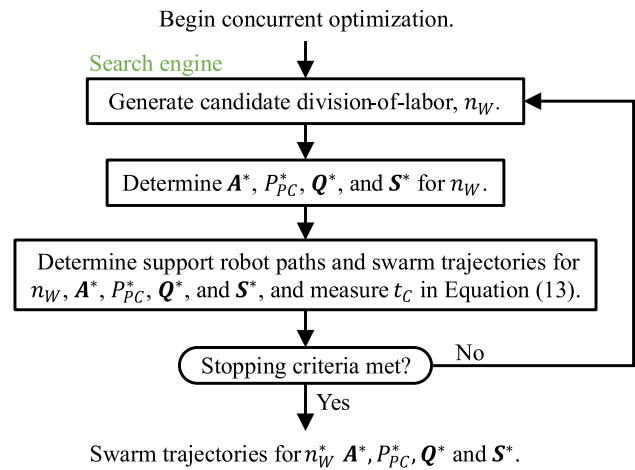 Begin concurrent optimization.
Search engine
Generate candidate division-of-labor, n_W.
Determine A*, P*_PC, Q*, and S* for n_W.
Determine support robot paths and swarm trajectories for
n_W, A*, P*_PC, Q*, and S*, and measure t_C in Equation (13).
Stopping criteria met?
No
Yes
Swarm trajectories for n*_W A*, P*_PC, Q* and S*.